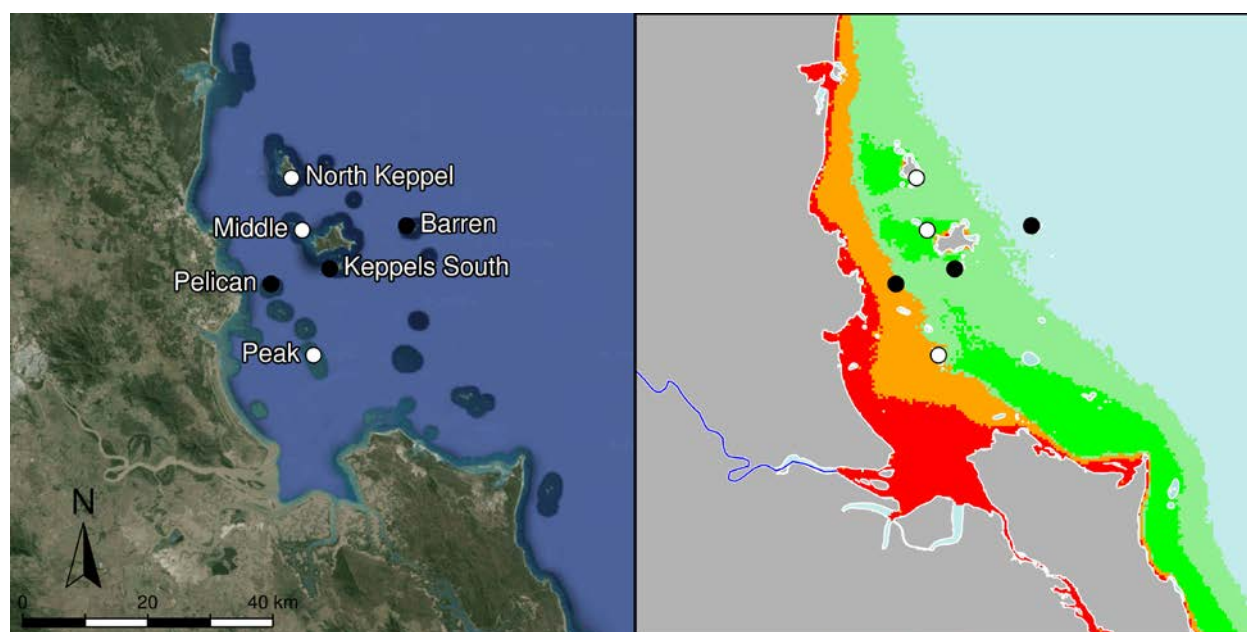 North Keppel
Middle
Barren
Keppels South
Pelican
Peak
N
0 20 40 km